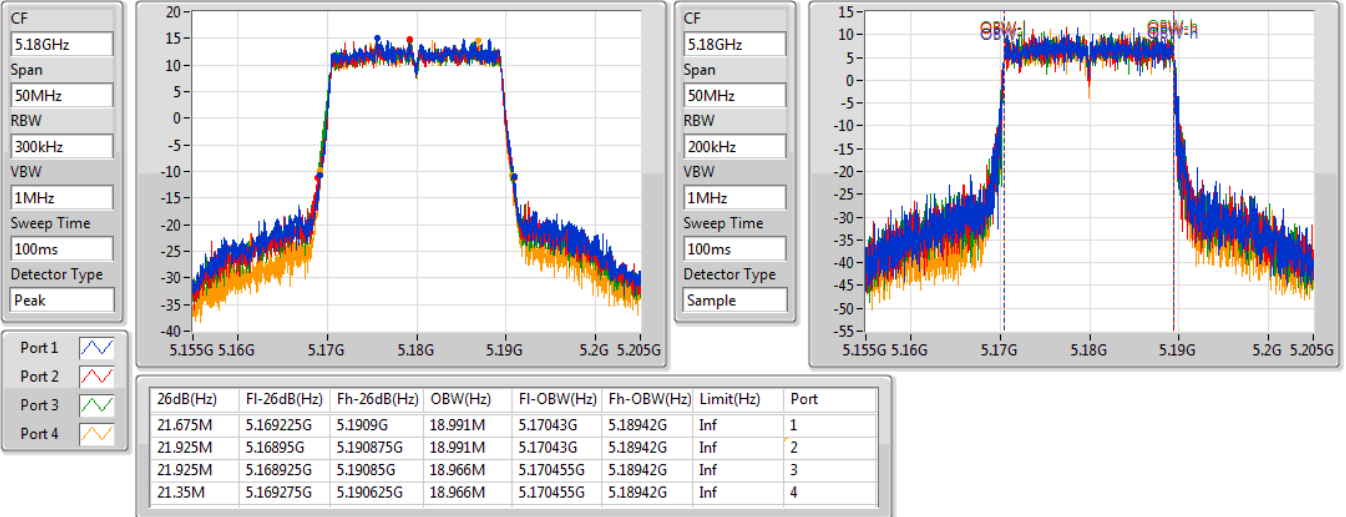 CF
5.18GHz
Span
50MHz
RBW
300kHz
VBW
1MHz
Sweep Time
100ms
Detector Type
Peak
20
15
10
5
0
-5
-10
-15
-20
-25
-30
-35
-40
5.155G 5.16G 5.17G 5.18G 5.19G 5.2G 5.205G
CF
5.18GHz
Span
50MHz
RBW
200kHz
VBW
1MHz
Sweep Time
100ms
Detector Type
Sample
15
10
5
0
-5
-10
-15
-20
-25
-30
-35
-40
-45
-50
-55
OBW-l OBW-h
5.155G 5.16G 5.17G 5.18G 5.19G 5.2G 5.205G
Port 1
Port 2
Port 3
Port 4
26dB(Hz) Fl-26dB(Hz) Fh-26dB(Hz) OBW(Hz) Fl-OBW(Hz) Fh-OBW(Hz) Limit(Hz) Port
21.675M 5.169225G 5.1909G 18.991M 5.17043G 5.18942G Inf 1
21.925M 5.16895G 5.190875G 18.991M 5.17043G 5.18942G Inf 2
21.925M 5.168925G 5.19085G 18.966M 5.170455G 5.18942G Inf 3
21.35M 5.169275G 5.190625G 18.966M 5.170455G 5.18942G Inf 4